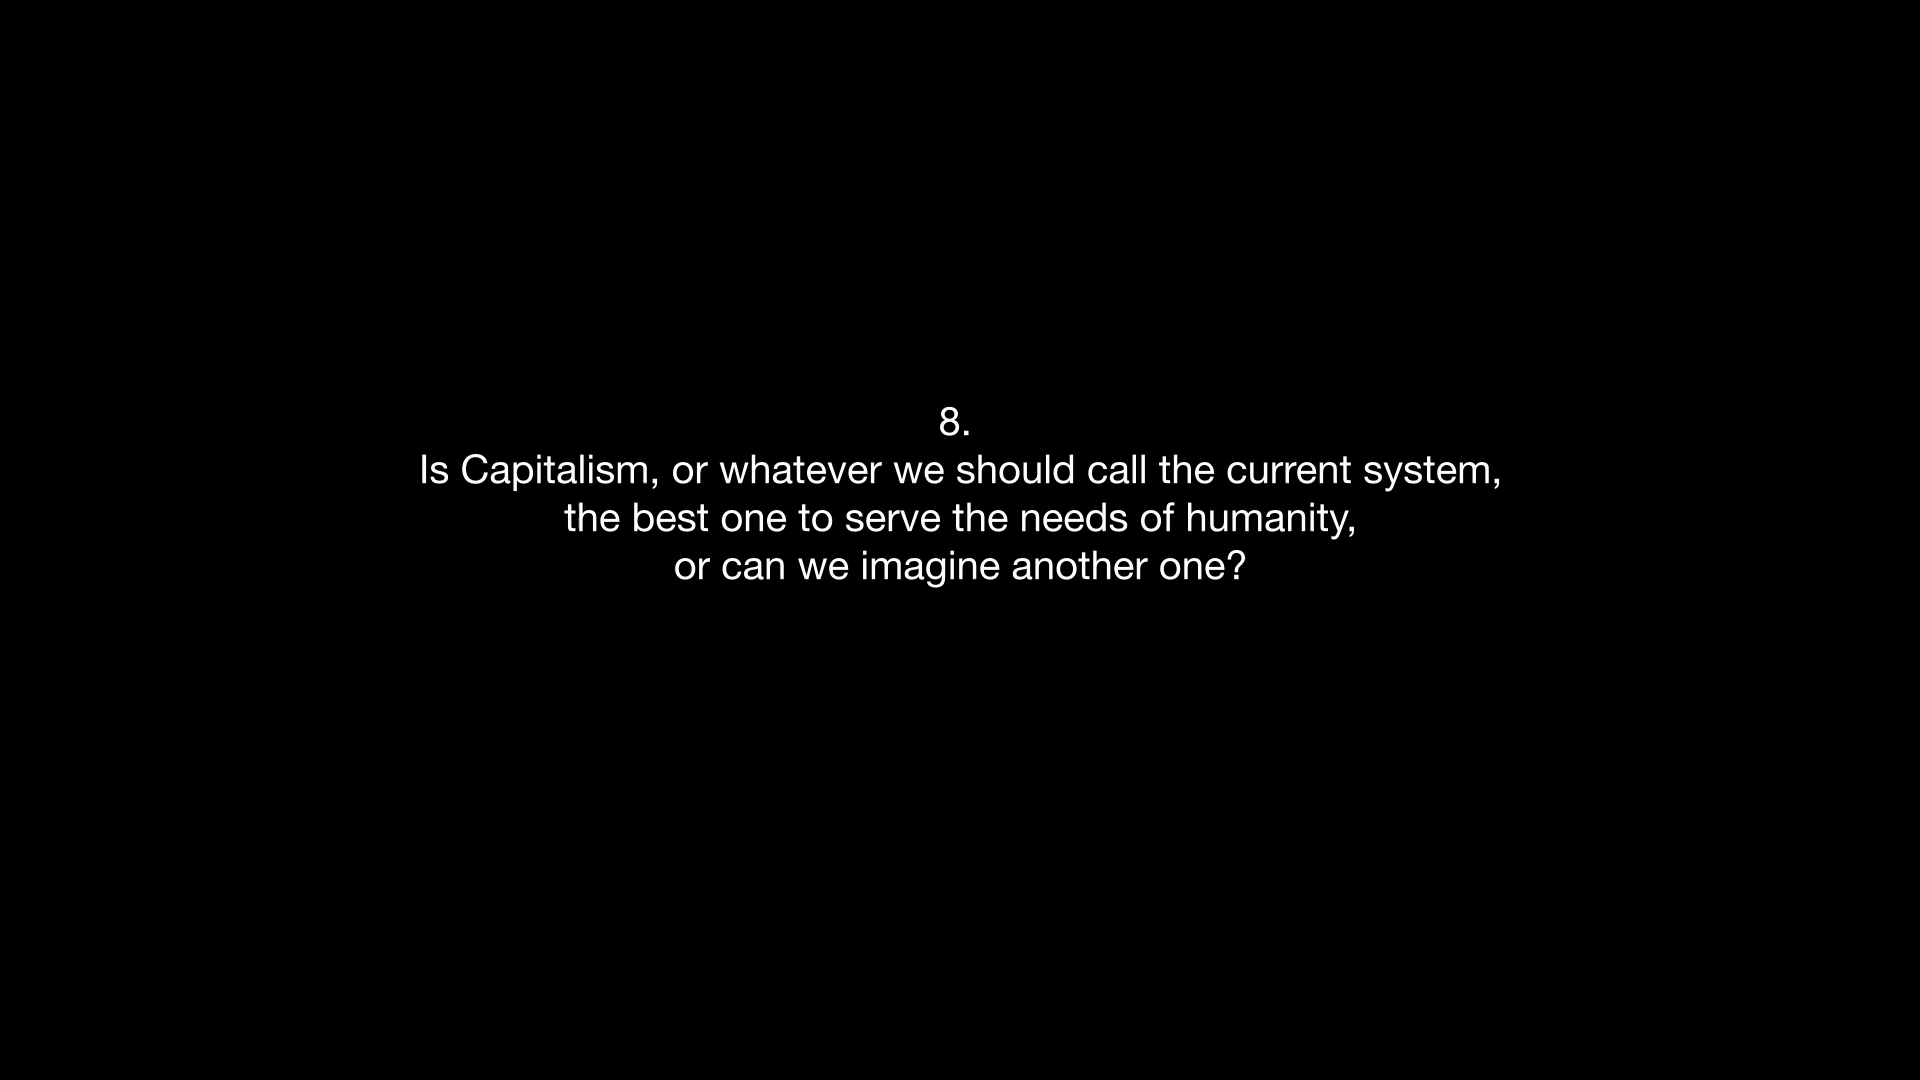 8.
Is Capitalism, or whatever we should call the current system,
the best one to serve the needs of humanity,
or can we imagine another one?